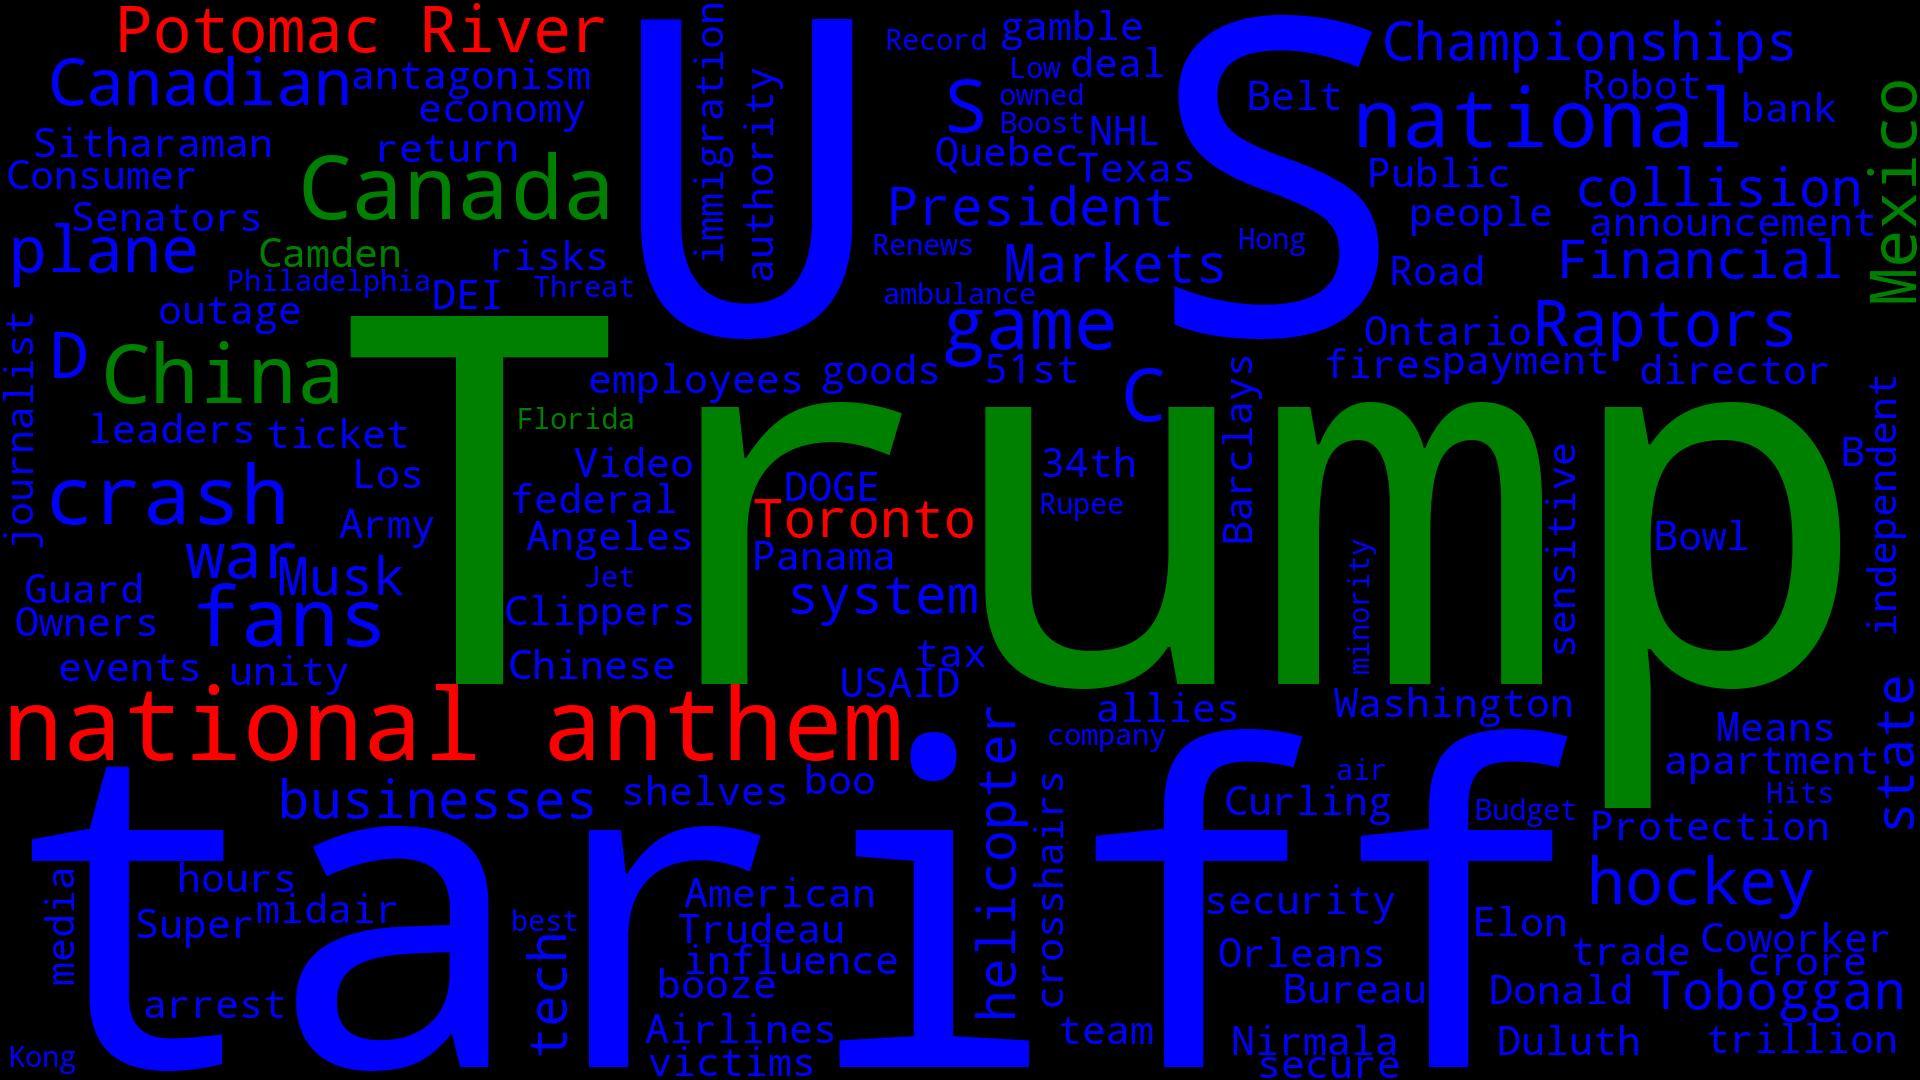 Potomac River
Canadian
antagonism
economy
Sitharaman
return
Consumer
Canada
Senators
plane
Camden
risks
Philadelphia
DEI
Threat
outage
U
S
immigration
authority
Record
gamble
Low
deal
owned
S
Boost
NHL
Quebec
Texas
President
Renews
Markets
ambulance
game
51st
Belt
Hong
Championships
Robot
national
bank
Public
collision
people
announcement
Road
Financial
Mexico
Ontario
Raptors
fires
payment
director
journalist
D
China
leaders
ticket
crash
Los
Army
war
Musk
Guard
fans
Owners
events
unity
Trump
employees
goods
C
Florida
Video
federal
DOGE
Angeles
Toronto
Panama
Jet
system
Clippers
Chinese
tax
USAID
34th
Rupee
Barclays
minority
sensitive
Bowl
B
independent
national anthem
allies
company
Washington
Means
apartment
Hits
state
tariff
businesses
shelves
boo
helicopter
crosshairs
air
Curling
Budget
Protection
hockey
media
hours
Super
midair
arrest
best
tech
American
Trudeau
influence
booze
Airlines
victims
security
Orleans
Bureau
team
Nirmala
secure
Elon
trade
Coworker
crore
Donald
Toboggan
Duluth
trillion
Kong